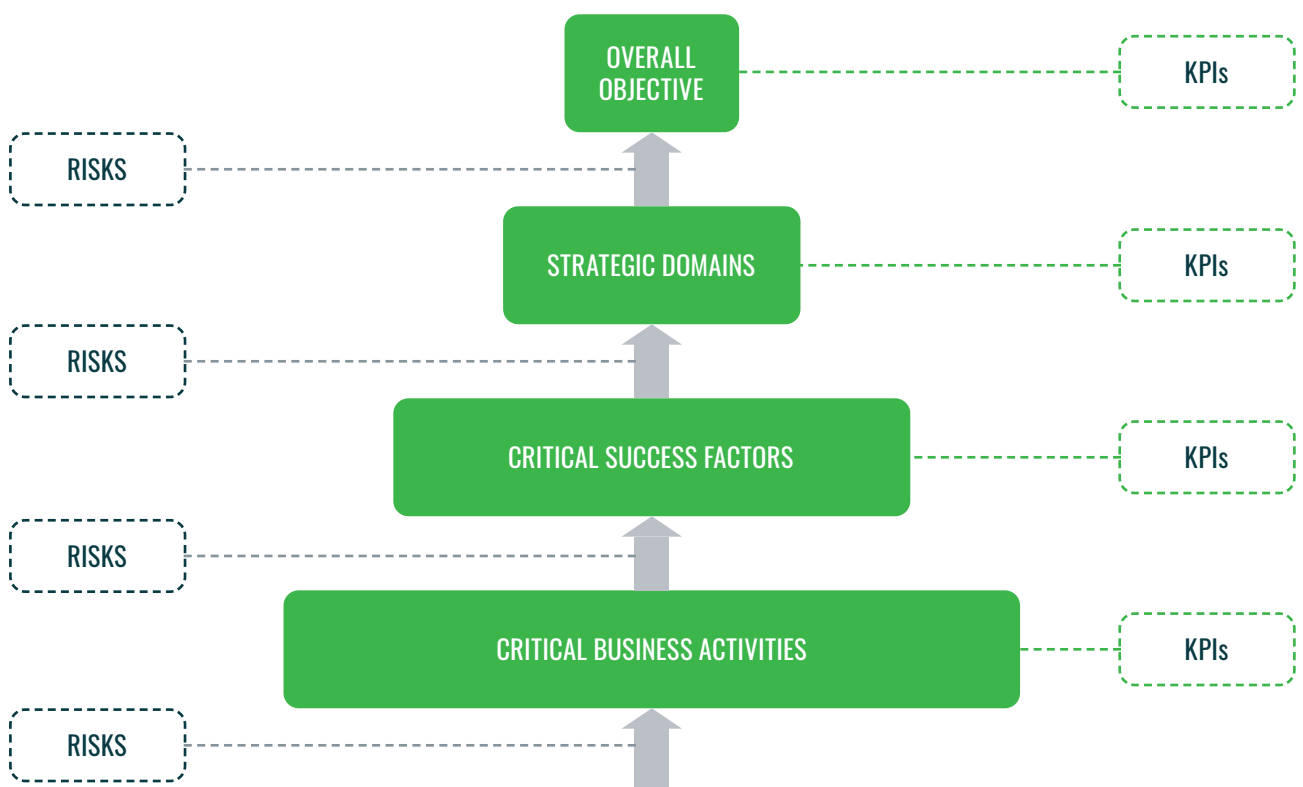 OVERALL
OBJECTIVE
KPIs
RISKS
STRATEGIC DOMAINS
KPIs
RISKS
CRITICAL SUCCESS FACTORS
KPIs
RISKS
CRITICAL BUSINESS ACTIVITIES
KPIs
RISKS